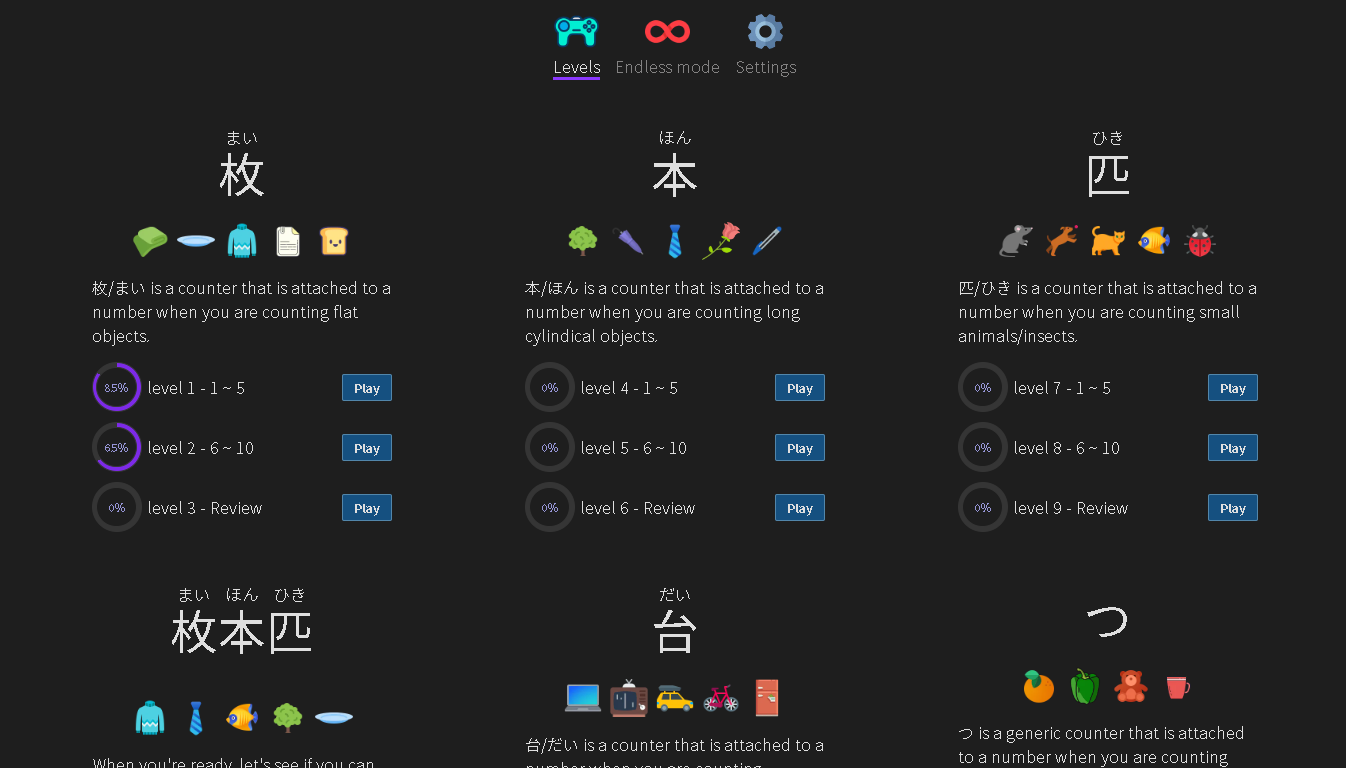 Levels Endless mode Settings
まい
枚
枚/まい is a counter that is attached to a
number when you are counting flat
objects.
85% level 1 - 1 ~ 5 Play
65% level 2 - 6 ~ 10 Play
0% level 3 - Review Play
ほん
本
本/ほん is a counter that is attached to a
number when you are counting long
cylindical objects.
0% level 4 - 1 ~ 5 Play
0% level 5 - 6 ~ 10 Play
0% level 6 - Review Play
ひき
匹
匹/ひき is a counter that is attached to a
number when you are counting small
animals/insects.
0% level 7 - 1 ~ 5 Play
0% level 8 - 6 ~ 10 Play
0% level 9 - Review Play
まい ほん ひき
枚本匹
When you're ready, let's see if you can
だい
台
台/だい is a counter that is attached to a
number when you are counting
つ
つ is a generic counter that is attached
to a number when you are counting